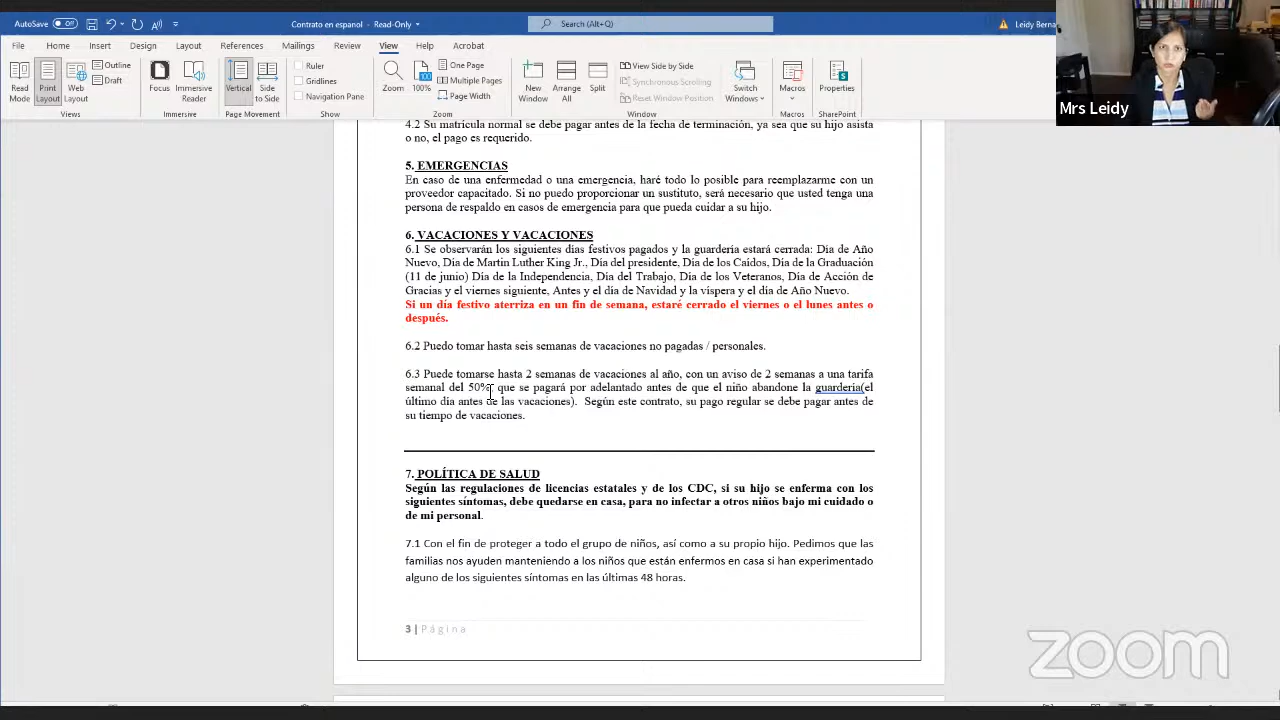 AutoSave Off Contrato en espanol - Read-Only Search (Alt+Q) Leidy Berna
File Home Insert Design Layout References Mailings Review View Help Acrobat
Read Mode Print Layout Web Layout Outline Draft Focus Immersive Reader Vertical Side to Side Ruler Gridlines Navigation Pane Zoom 100% One Page Multiple Pages Page Width New Window Arrange All Split View Side by Side Synchronous Scrolling Reset Window Position Switch Windows Macros Properties
Views Immersive Page Movement Show Zoom Window Macros SharePoint
Mrs Leidy
4.2 Su matrícula normal se debe pagar antes de la fecha de terminación, ya sea que su hijo asista
o no, el pago es requerido.
5. EMERGENCIAS
En caso de una enfermedad o una emergencia, haré todo lo posible para reemplazarme con un
proveedor capacitado. Si no puedo proporcionar un sustituto, será necesario que usted tenga una
persona de respaldo en casos de emergencia para que pueda cuidar a su hijo.
6. VACACIONES Y VACACIONES
6.1 Se observarán los siguientes días festivos pagados y la guardería estará cerrada: Día de Año
Nuevo, Día de Martin Luther King Jr., Día del presidente, Día de los Caídos, Día de la Graduación
(11 de junio) Día de la Independencia, Día del Trabajo, Día de los Veteranos, Día de Acción de
Gracias y el viernes siguiente, Antes y el día de Navidad y la víspera y el día de Año Nuevo.
Si un día festivo aterriza en un fin de semana, estaré cerrado el viernes o el lunes antes o
después.
6.2 Puedo tomar hasta seis semanas de vacaciones no pagadas / personales.
6.3 Puede tomarse hasta 2 semanas de vacaciones al año, con un aviso de 2 semanas a una tarifa
semanal del 50% que se pagará por adelantado antes de que el niño abandone la guardería(el
último día antes de las vacaciones). Según este contrato, su pago regular se debe pagar antes de
su tiempo de vacaciones.
7. POLÍTICA DE SALUD
Según las regulaciones de licencias estatales y de los CDC, si su hijo se enferma con los
siguientes síntomas, debe quedarse en casa, para no infectar a otros niños bajo mi cuidado o
de mi personal.
7.1 Con el fin de proteger a todo el grupo de niños, así como a su propio hijo. Pedimos que las
familias nos ayuden manteniendo a los niños que están enfermos en casa si han experimentado
alguno de los siguientes síntomas en las últimas 48 horas.
3 | Página
zoom